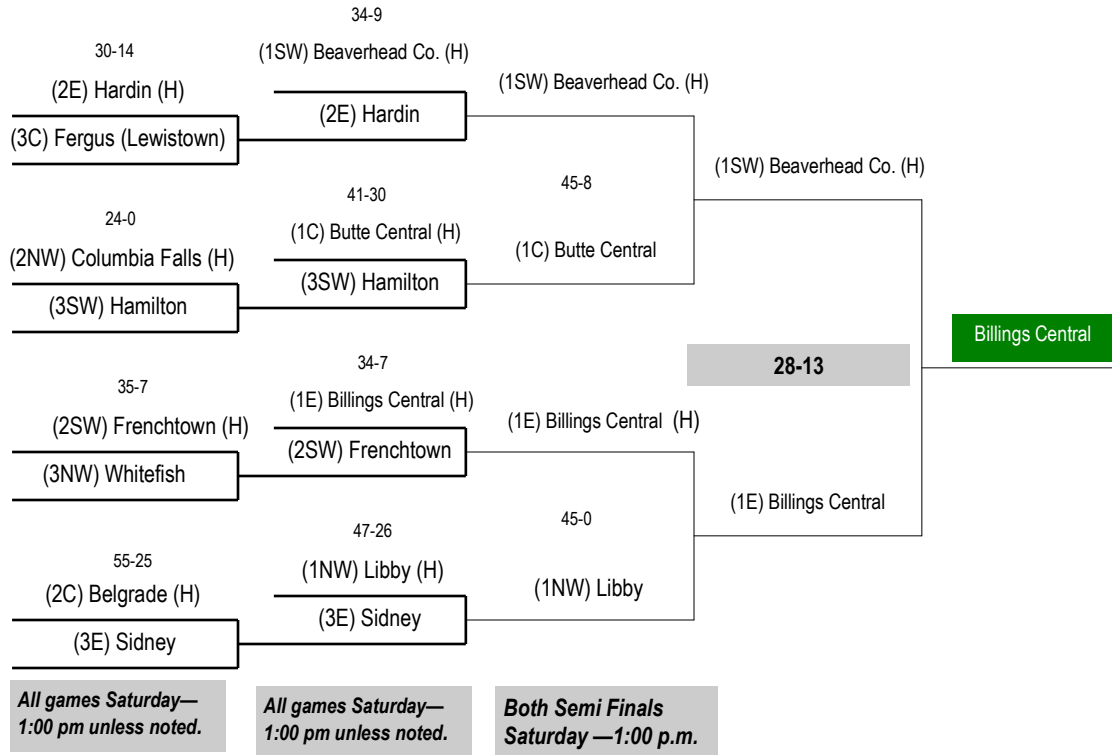 30-14
(2E) Hardin (H)
(3C) Fergus (Lewistown)
24-0
(2NW) Columbia Falls (H)
(3SW) Hamilton
35-7
(2SW) Frenchtown (H)
(3NW) Whitefish
55-25
(2C) Belgrade (H)
(3E) Sidney
All games Saturday—
1:00 pm unless noted.
34-9
(1SW) Beaverhead Co. (H)
(2E) Hardin
41-30
(1C) Butte Central (H)
(3SW) Hamilton
34-7
(1E) Billings Central (H)
(2SW) Frenchtown
47-26
(1NW) Libby (H)
(3E) Sidney
All games Saturday—
1:00 pm unless noted.
(1SW) Beaverhead Co. (H)
45-8
(1C) Butte Central
(1E) Billings Central (H)
45-0
(1NW) Libby
Both Semi Finals
Saturday —1:00 p.m.
(1SW) Beaverhead Co. (H)
28-13
(1E) Billings Central
Billings Central